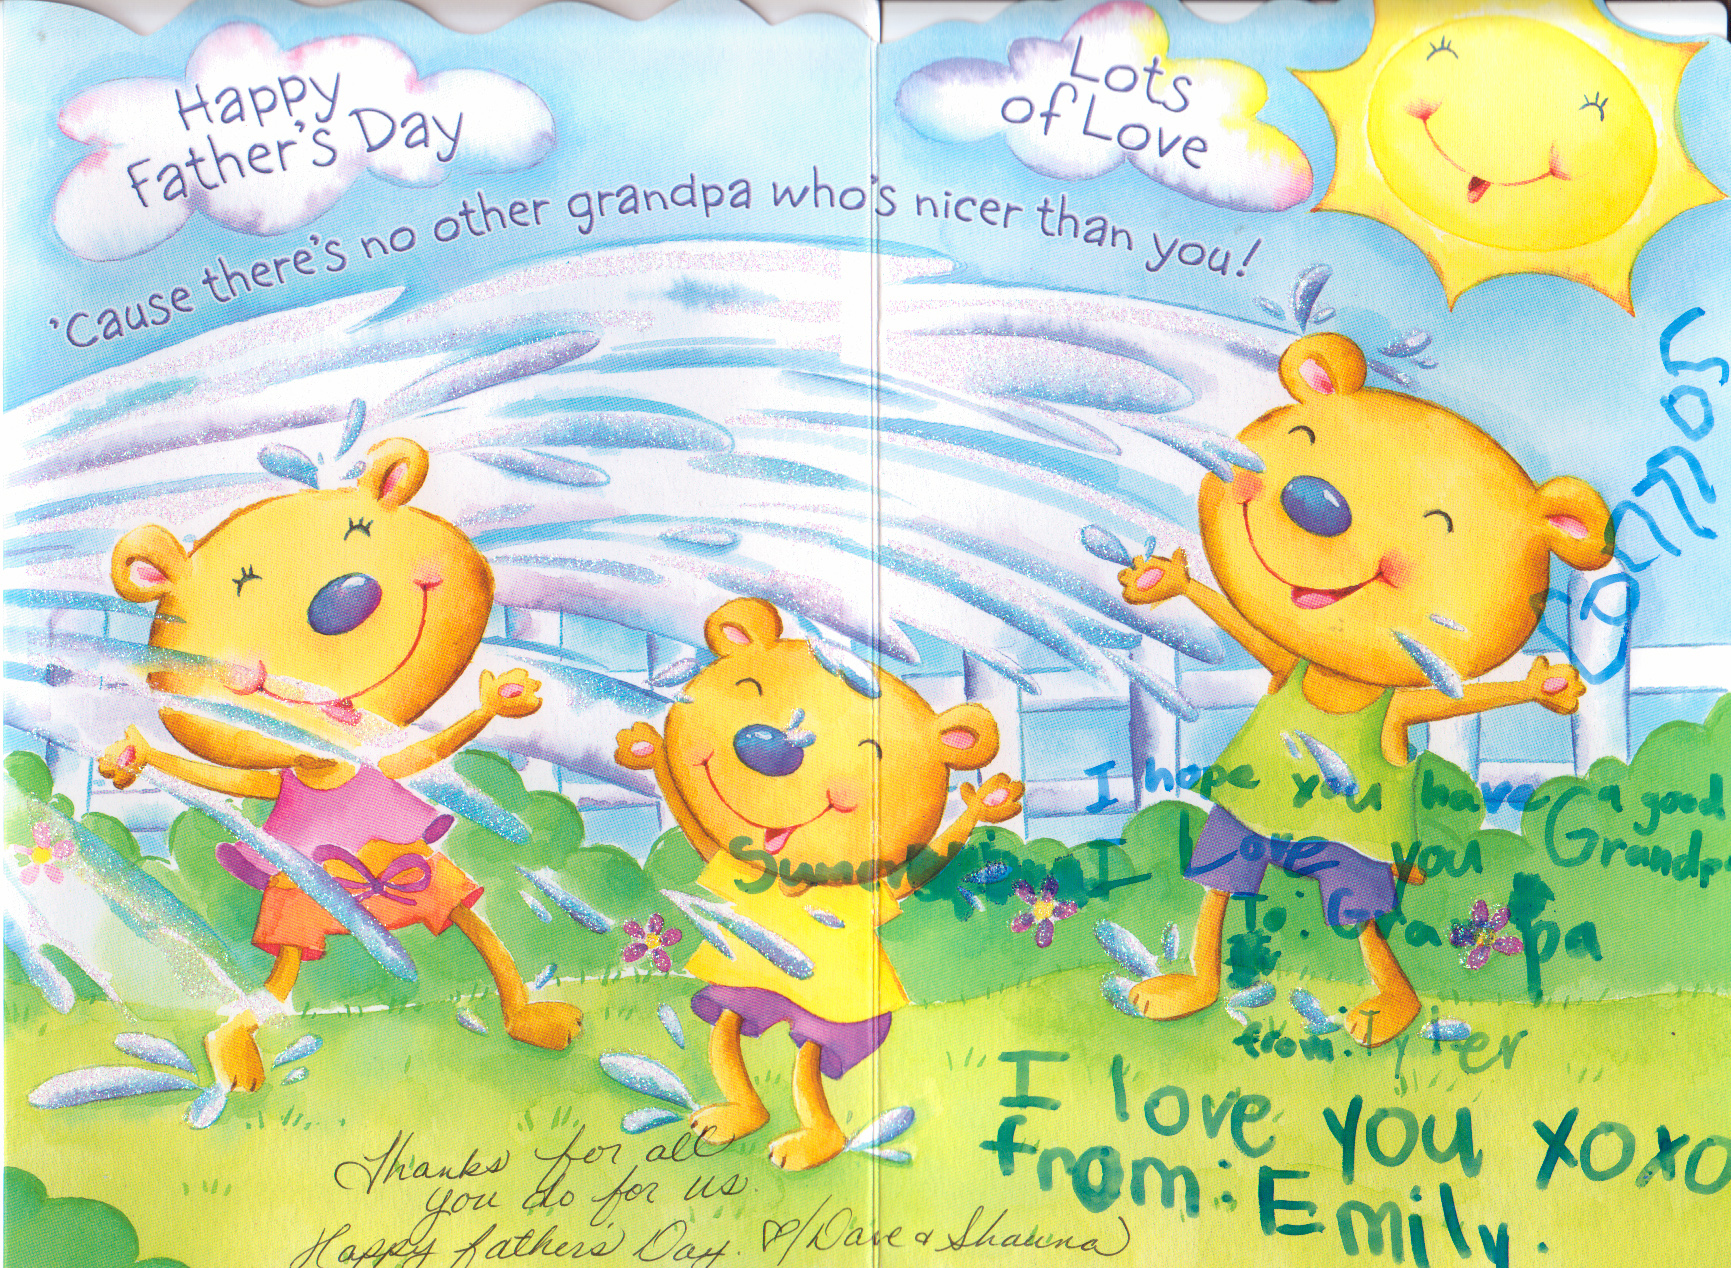 Happy
Father's Day
Lots
of Love
'Cause there's no other grandpa who's nicer than you!
Connor
I hope you have a good
I Love you Grandpa
To: Grandpa
from: Tyler
I love you xoxo
from: Emily.
Thanks for all
you do for us.
Happy Father's Day. ♡/Dave & Shauna